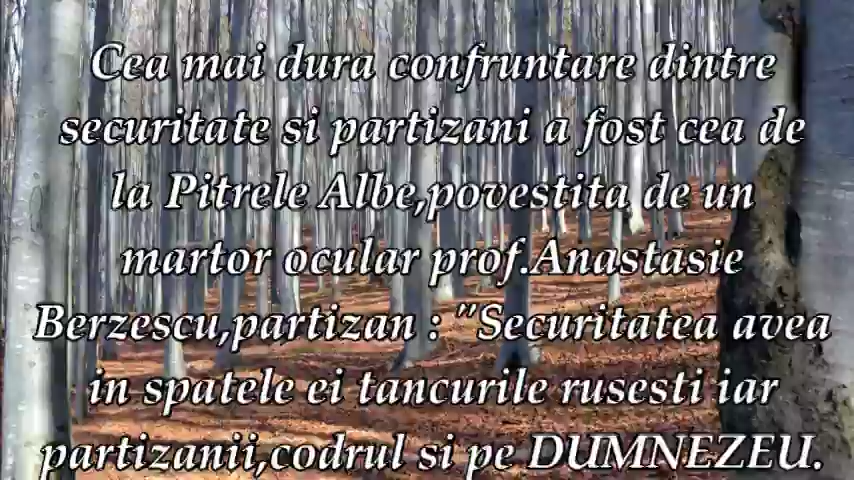 Cea mai dura confruntare dintre
securitate si partizani a fost cea de
la Pitrele Albe,povestita de un
martor ocular prof.Anastasie
Berzescu,partizan : "Securitatea avea
in spatele ei tancurile rusesti iar
partizanii,codrul si pe DUMNEZEU.